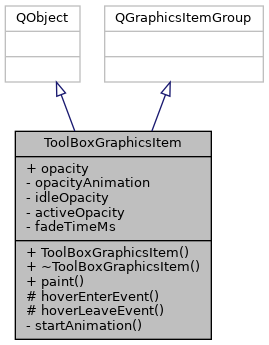 QObject
QGraphicsItemGroup
ToolBoxGraphicsItem
+ opacity
- opacityAnimation
- idleOpacity
- activeOpacity
- fadeTimeMs
+ ToolBoxGraphicsItem()
+ ~ToolBoxGraphicsItem()
+ paint()
# hoverEnterEvent()
# hoverLeaveEvent()
- startAnimation()